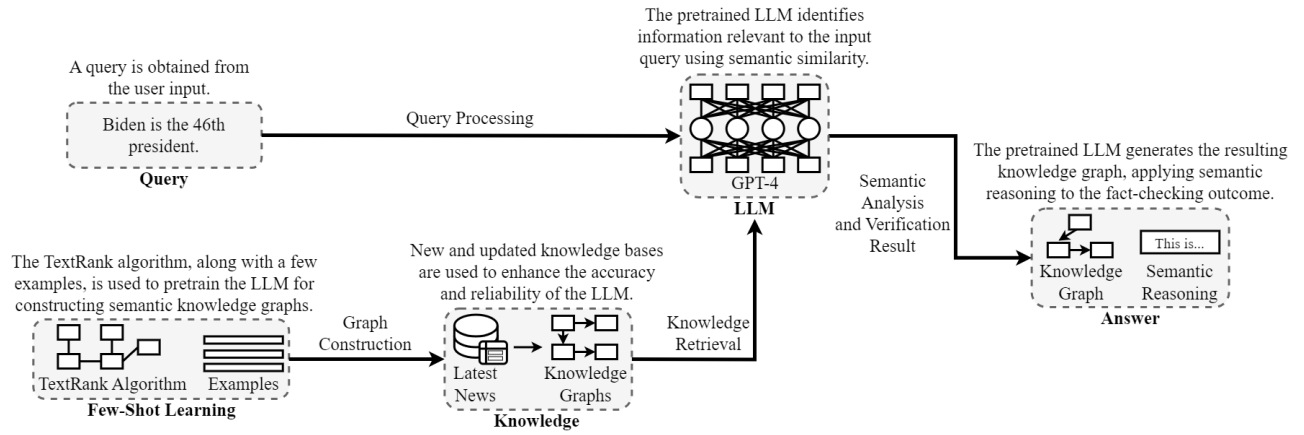 A query is obtained from
the user input.
Biden is the 46th
president.
Query
Query Processing
The pretrained LLM identifies
information relevant to the input
query using semantic similarity.
GPT-4
LLM
Semantic
Analysis
and Verification
Result
The pretrained LLM generates the resulting
knowledge graph, applying semantic
reasoning to the fact-checking outcome.
This is...
Knowledge
Graph
Semantic
Reasoning
Answer
The TextRank algorithm, along with a few
examples, is used to pretrain the LLM for
constructing semantic knowledge graphs.
TextRank Algorithm
Examples
Few-Shot Learning
Graph
Construction
New and updated knowledge bases
are used to enhance the accuracy
and reliability of the LLM.
Latest
News
Knowledge
Graphs
Knowledge
Knowledge
Retrieval